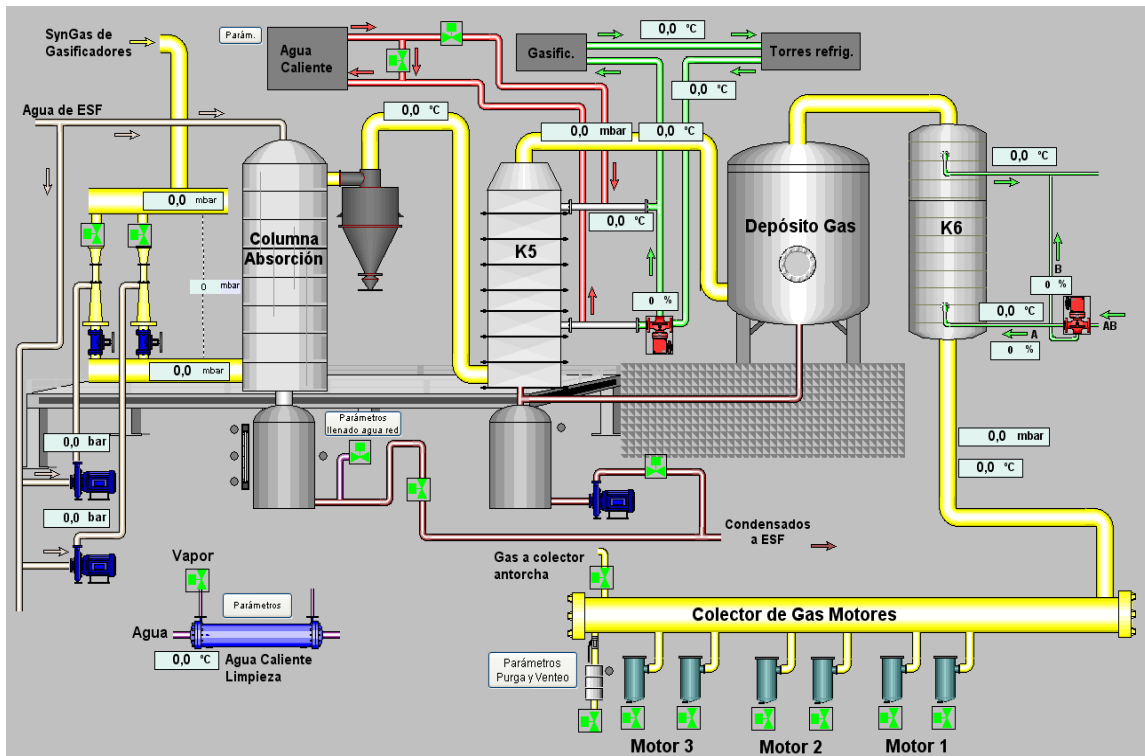 SynGas de
Gasificadores
Parám.
Agua
Caliente
Gasific.
0,0 °C
Torres refrig.
0,0 °C
Agua de ESF
0,0 °C
0,0 mbar
0,0 °C
0,0 °C
0,0 mbar
Columna
Absorción
K5
0,0 °C
Depósito Gas
K6
0 mbar
B
0 %
0 %
0,0 °C
AB
A
0 %
0,0 mbar
Parámetros
llenado agua red
0,0 bar
0,0 mbar
0,0 °C
0,0 bar
Condensados
a ESF
Vapor
Gas a colector
antorcha
Parámetros
Colector de Gas Motores
Agua
0,0 °C
Agua Caliente
Limpieza
Parámetros
Purga y Venteo
Motor 3
Motor 2
Motor 1